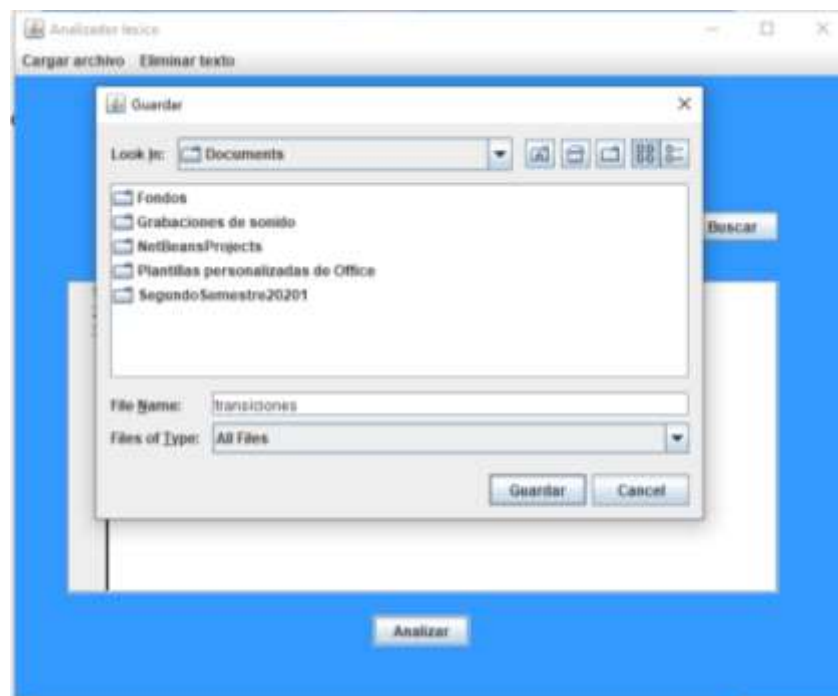 Analizador lexico
Cargar archivo Eliminar texto
Guardar
Look In: Documents
Fondos
Grabaciones de sonido
NetBeansProjects
Plantillas personalizadas de Office
SegundoSemestre20201
Buscar
File Name: transiciones
Files of Type: All Files
Guardar Cancel
Analizar